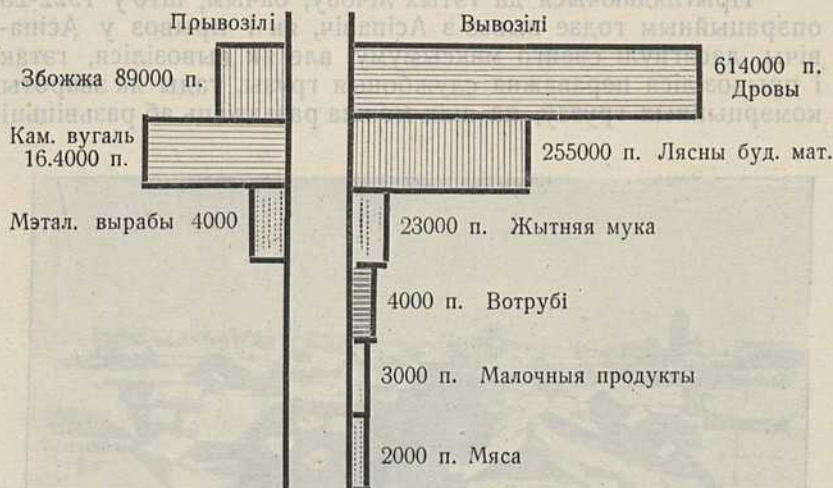 Прывозілі
Вывозілі
Збожжа 89000 п.
614000 п.
Дровы
Кам. вугаль
16.4000 п.
255000 п. Лясны буд. мат.
Мэтал. вырабы 4000
23000 п. Жытняя мука
4000 п. Вотрубі
3000 п. Малочныя продукты
2000 п. Мяса